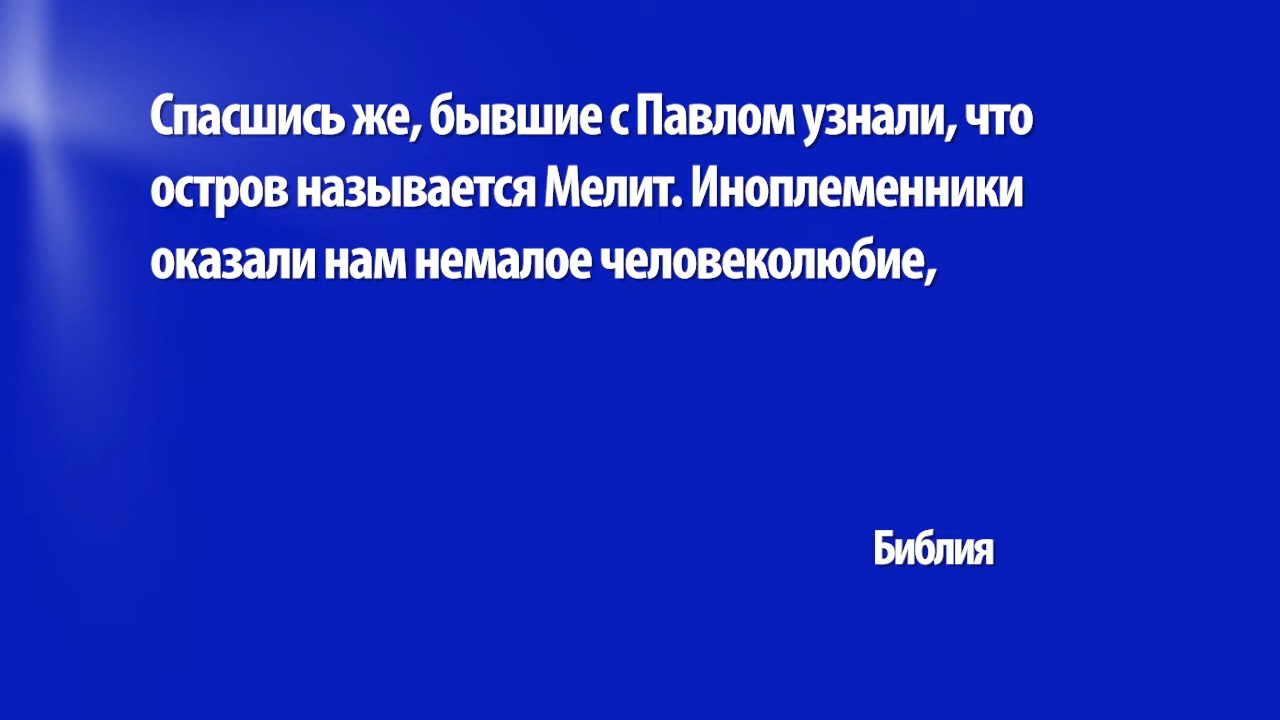 Спасшись же, бывшие с Павлом узнали, что
остров называется Мелит. Иноплеменники
оказали нам немалое человеколюбие,
Библия